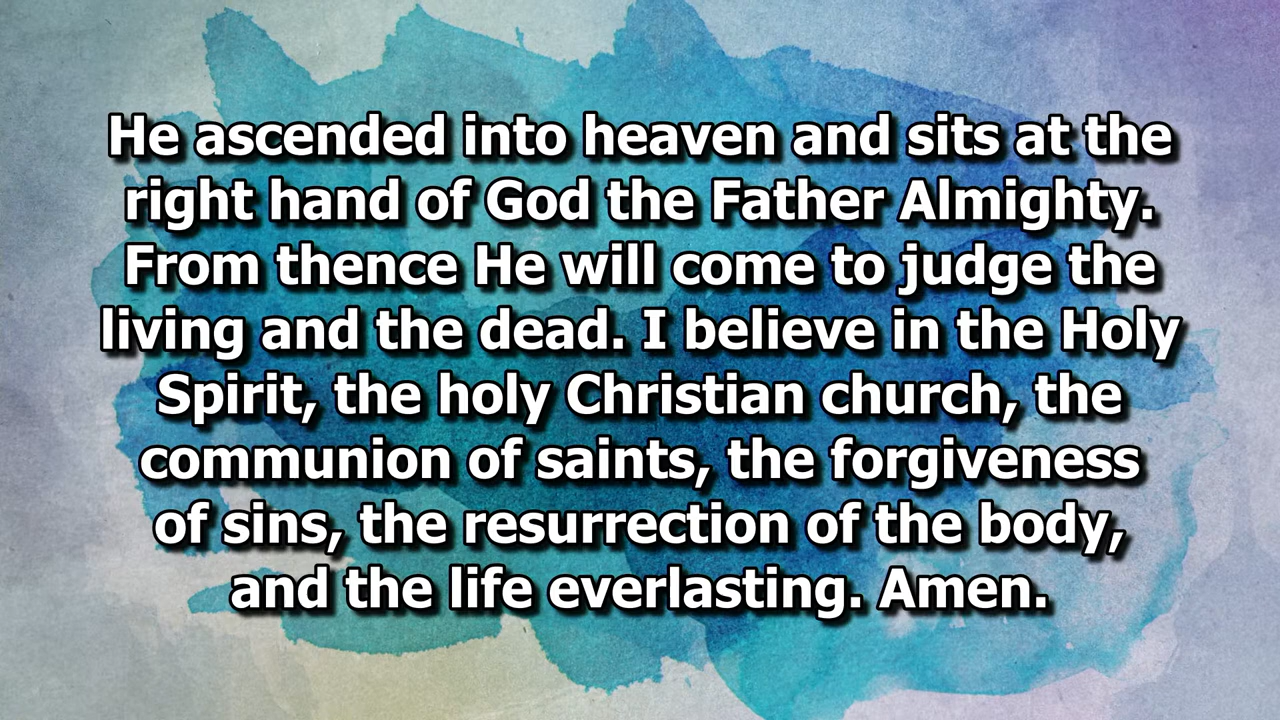 He ascended into heaven and sits at the
right hand of God the Father Almighty.
From thence He will come to judge the
living and the dead. I believe in the Holy
Spirit, the holy Christian church, the
communion of saints, the forgiveness
of sins, the resurrection of the body,
and the life everlasting. Amen.